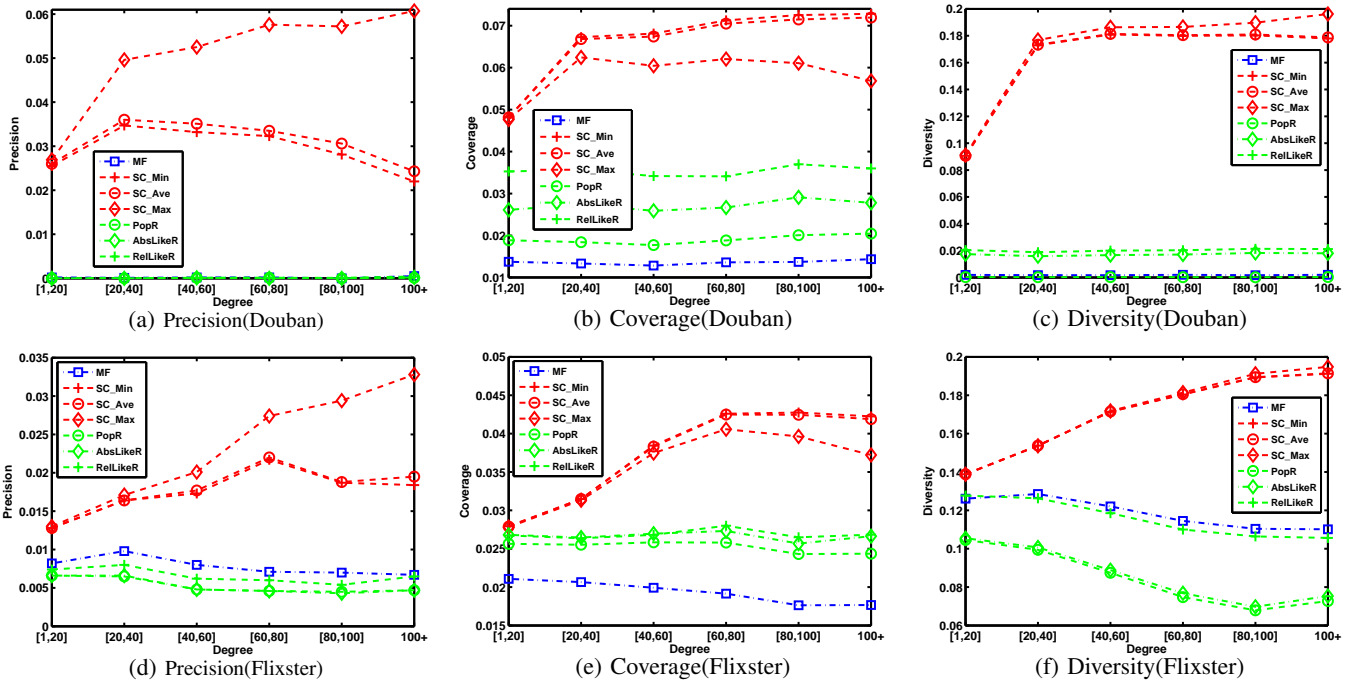 0.06
0.05
0.04
0.03
0.02
0.01
0
Precision
MF
SC_Min
SC_Ave
SC_Max
PopR
AbsLikeR
RelLikeR
[1,20] [20,40] [40,60] [60,80] [80,100] 100+
Degree
(a) Precision(Douban)
0.07
0.06
0.05
0.04
0.03
0.02
0.01
Coverage
MF
SC_Min
SC_Ave
SC_Max
PopR
AbsLikeR
RelLikeR
[1,20] [20,40] [40,60] [60,80] [80,100] 100+
Degree
(b) Coverage(Douban)
0.2
0.18
0.16
0.14
0.12
0.1
0.08
0.06
0.04
0.02
0
Diversity
MF
SC_Min
SC_Ave
SC_Max
PopR
AbsLikeR
RelLikeR
[1,20] [20,40] [40,60] [60,80] [80,100] 100+
Degree
(c) Diversity(Douban)
0.035
0.03
0.025
0.02
0.015
0.01
0.005
0
Precision
MF
SC_Min
SC_Ave
SC_Max
PopR
AbsLikeR
RelLikeR
[1,20] [20,40] [40,60] [60,80] [80,100] 100+
Degree
(d) Precision(Flixster)
0.05
0.045
0.04
0.035
0.03
0.025
0.02
0.015
Coverage
MF
SC_Min
SC_Ave
SC_Max
PopR
AbsLikeR
RelLikeR
[1,20] [20,40] [40,60] [60,80] [80,100] 100+
Degree
(e) Coverage(Flixster)
0.2
0.18
0.16
0.14
0.12
0.1
0.08
0.06
Diversity
MF
SC_Min
SC_Ave
SC_Max
PopR
AbsLikeR
RelLikeR
[1,20] [20,40] [40,60] [60,80] [80,100] 100+
Degree
(f) Diversity(Flixster)